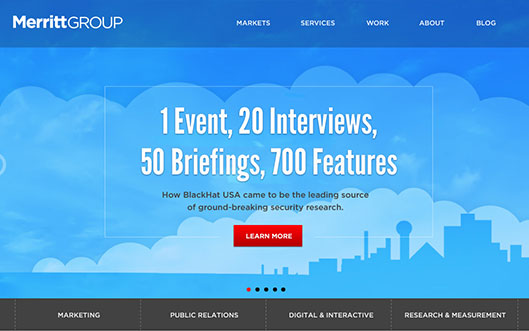 MerrittGROUP
MARKETS SERVICES WORK ABOUT BLOG
1 Event, 20 Interviews,
50 Briefings, 700 Features
How BlackHat USA came to be the leading source
of ground-breaking security research.
LEARN MORE
MARKETING PUBLIC RELATIONS DIGITAL & INTERACTIVE RESEARCH & MEASUREMENT